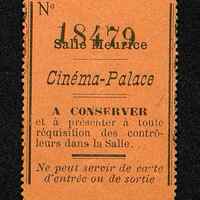 No
18479
Salle Meurice
Cinéma-Palace
A CONSERVER
et à présenter à toute
réquisition des contrô-
leurs dans la Salle.
Ne peut servir de carte
d'entrée ou de sortie